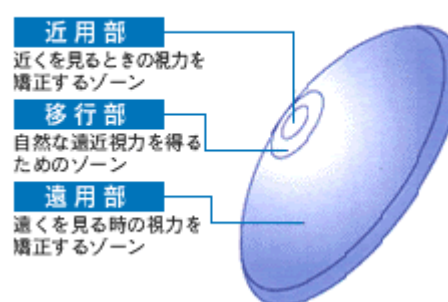 近用部
近くを見るときの視力を
矯正するゾーン
移行部
自然な遠近視力を得る
ためのゾーン
遠用部
遠くを見る時の視力を
矯正するゾーン